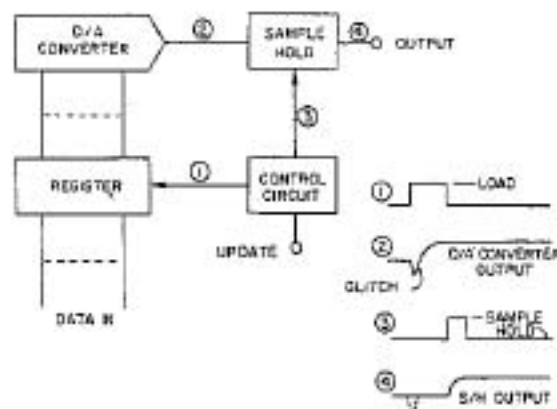 D/A
CONVERTER
②
SAMPLE
HOLD
④
OUTPUT
③
REGISTER
①
CONTROL
CIRCUIT
UPDATE
DATA IN
① LOAD
② D/A CONVERTER
OUTPUT
GLITCH
③ SAMPLE
HOLD
④ S/H OUTPUT